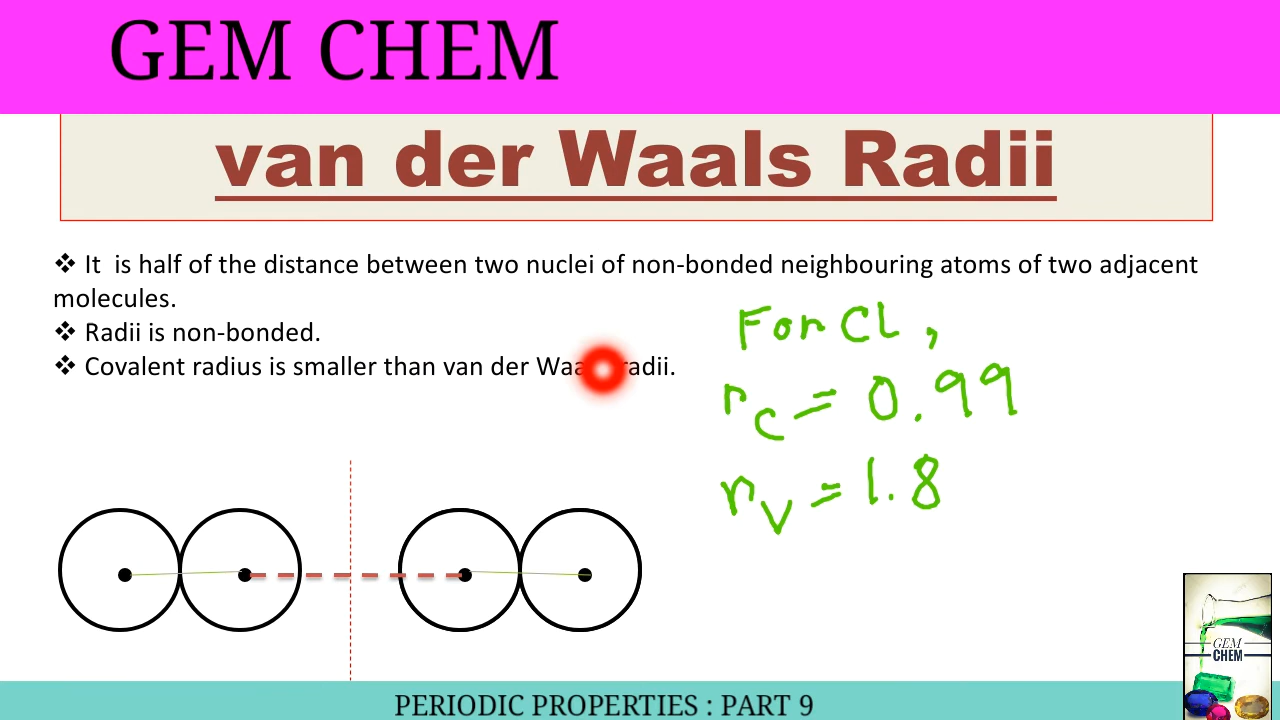 GEM CHEM
van der Waals Radii
❖ It is half of the distance between two nuclei of non-bonded neighbouring atoms of two adjacent
molecules.
❖ Radii is non-bonded.
❖ Covalent radius is smaller than van der Waals radii.
For Cl,
rc = 0.99
rv = 1.8
GEM
CHEM
PERIODIC PROPERTIES : PART 9